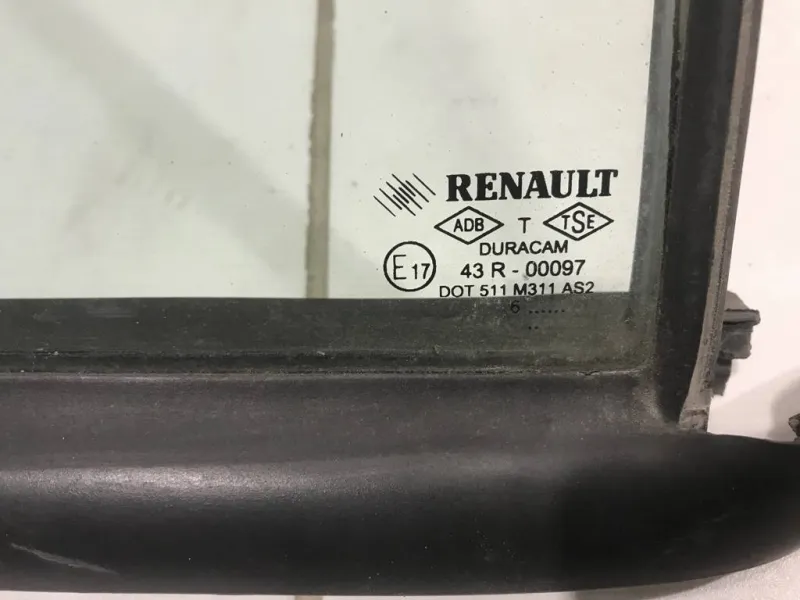 RENAULT
ADB T TSE
DURACAM
E17 43 R - 00097
DOT 511 M311 AS2
6 ......
..